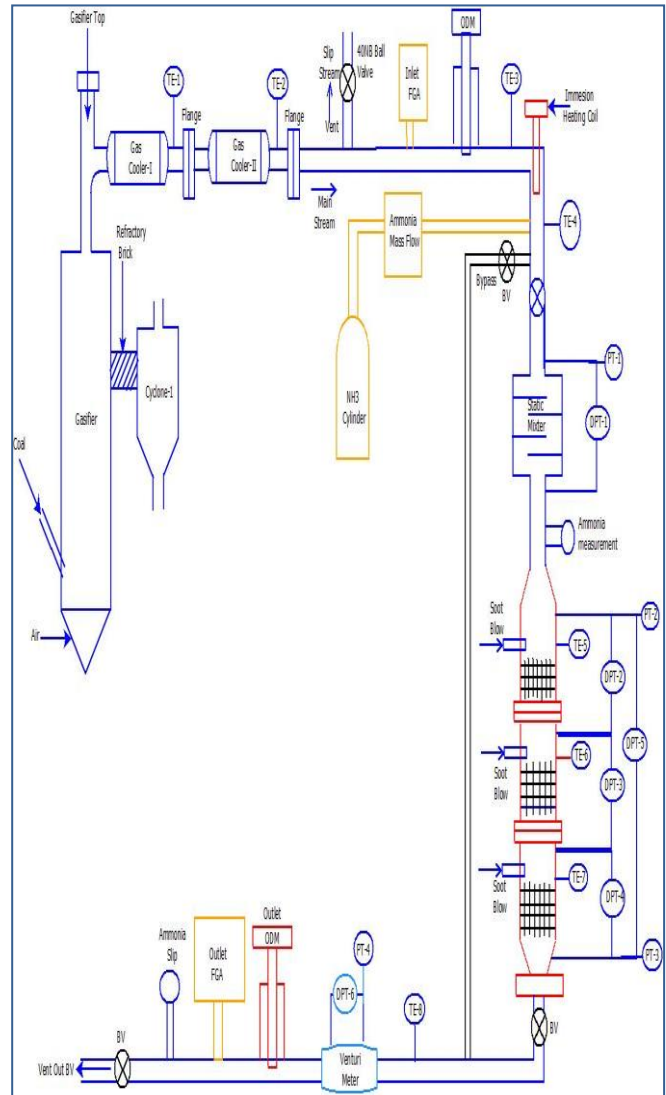 Gasifier Top
TE-1
Flange
TE-2
Flange
Gas
Cooler-I
Gas
Cooler-II
Slip
Stream
40NB Ball
Valve
Vent
Main
Stream
Inlet
FGA
ODM
TE-3
Immesion
Heating Coil
TE-4
Ammonia
Mass Flow
Bypass
BV
NH3
Cylinder
Refractory
Brick
Gasifier
Cyclone-1
Coal
Air
PT-1
Static
Mixter
DPT-1
Ammonia
measurement
Soot
Blow
PT-2
TE-5
DPT-2
DPT-5
Soot
Blow
TE-6
DPT-3
Soot
Blow
TE-7
DPT-4
PT-3
BV
Ammonia
Slip
Outlet
FGA
Outlet
ODM
PT-4
DPT-6
TE-8
Venturi
Meter
BV
Vent Out BV